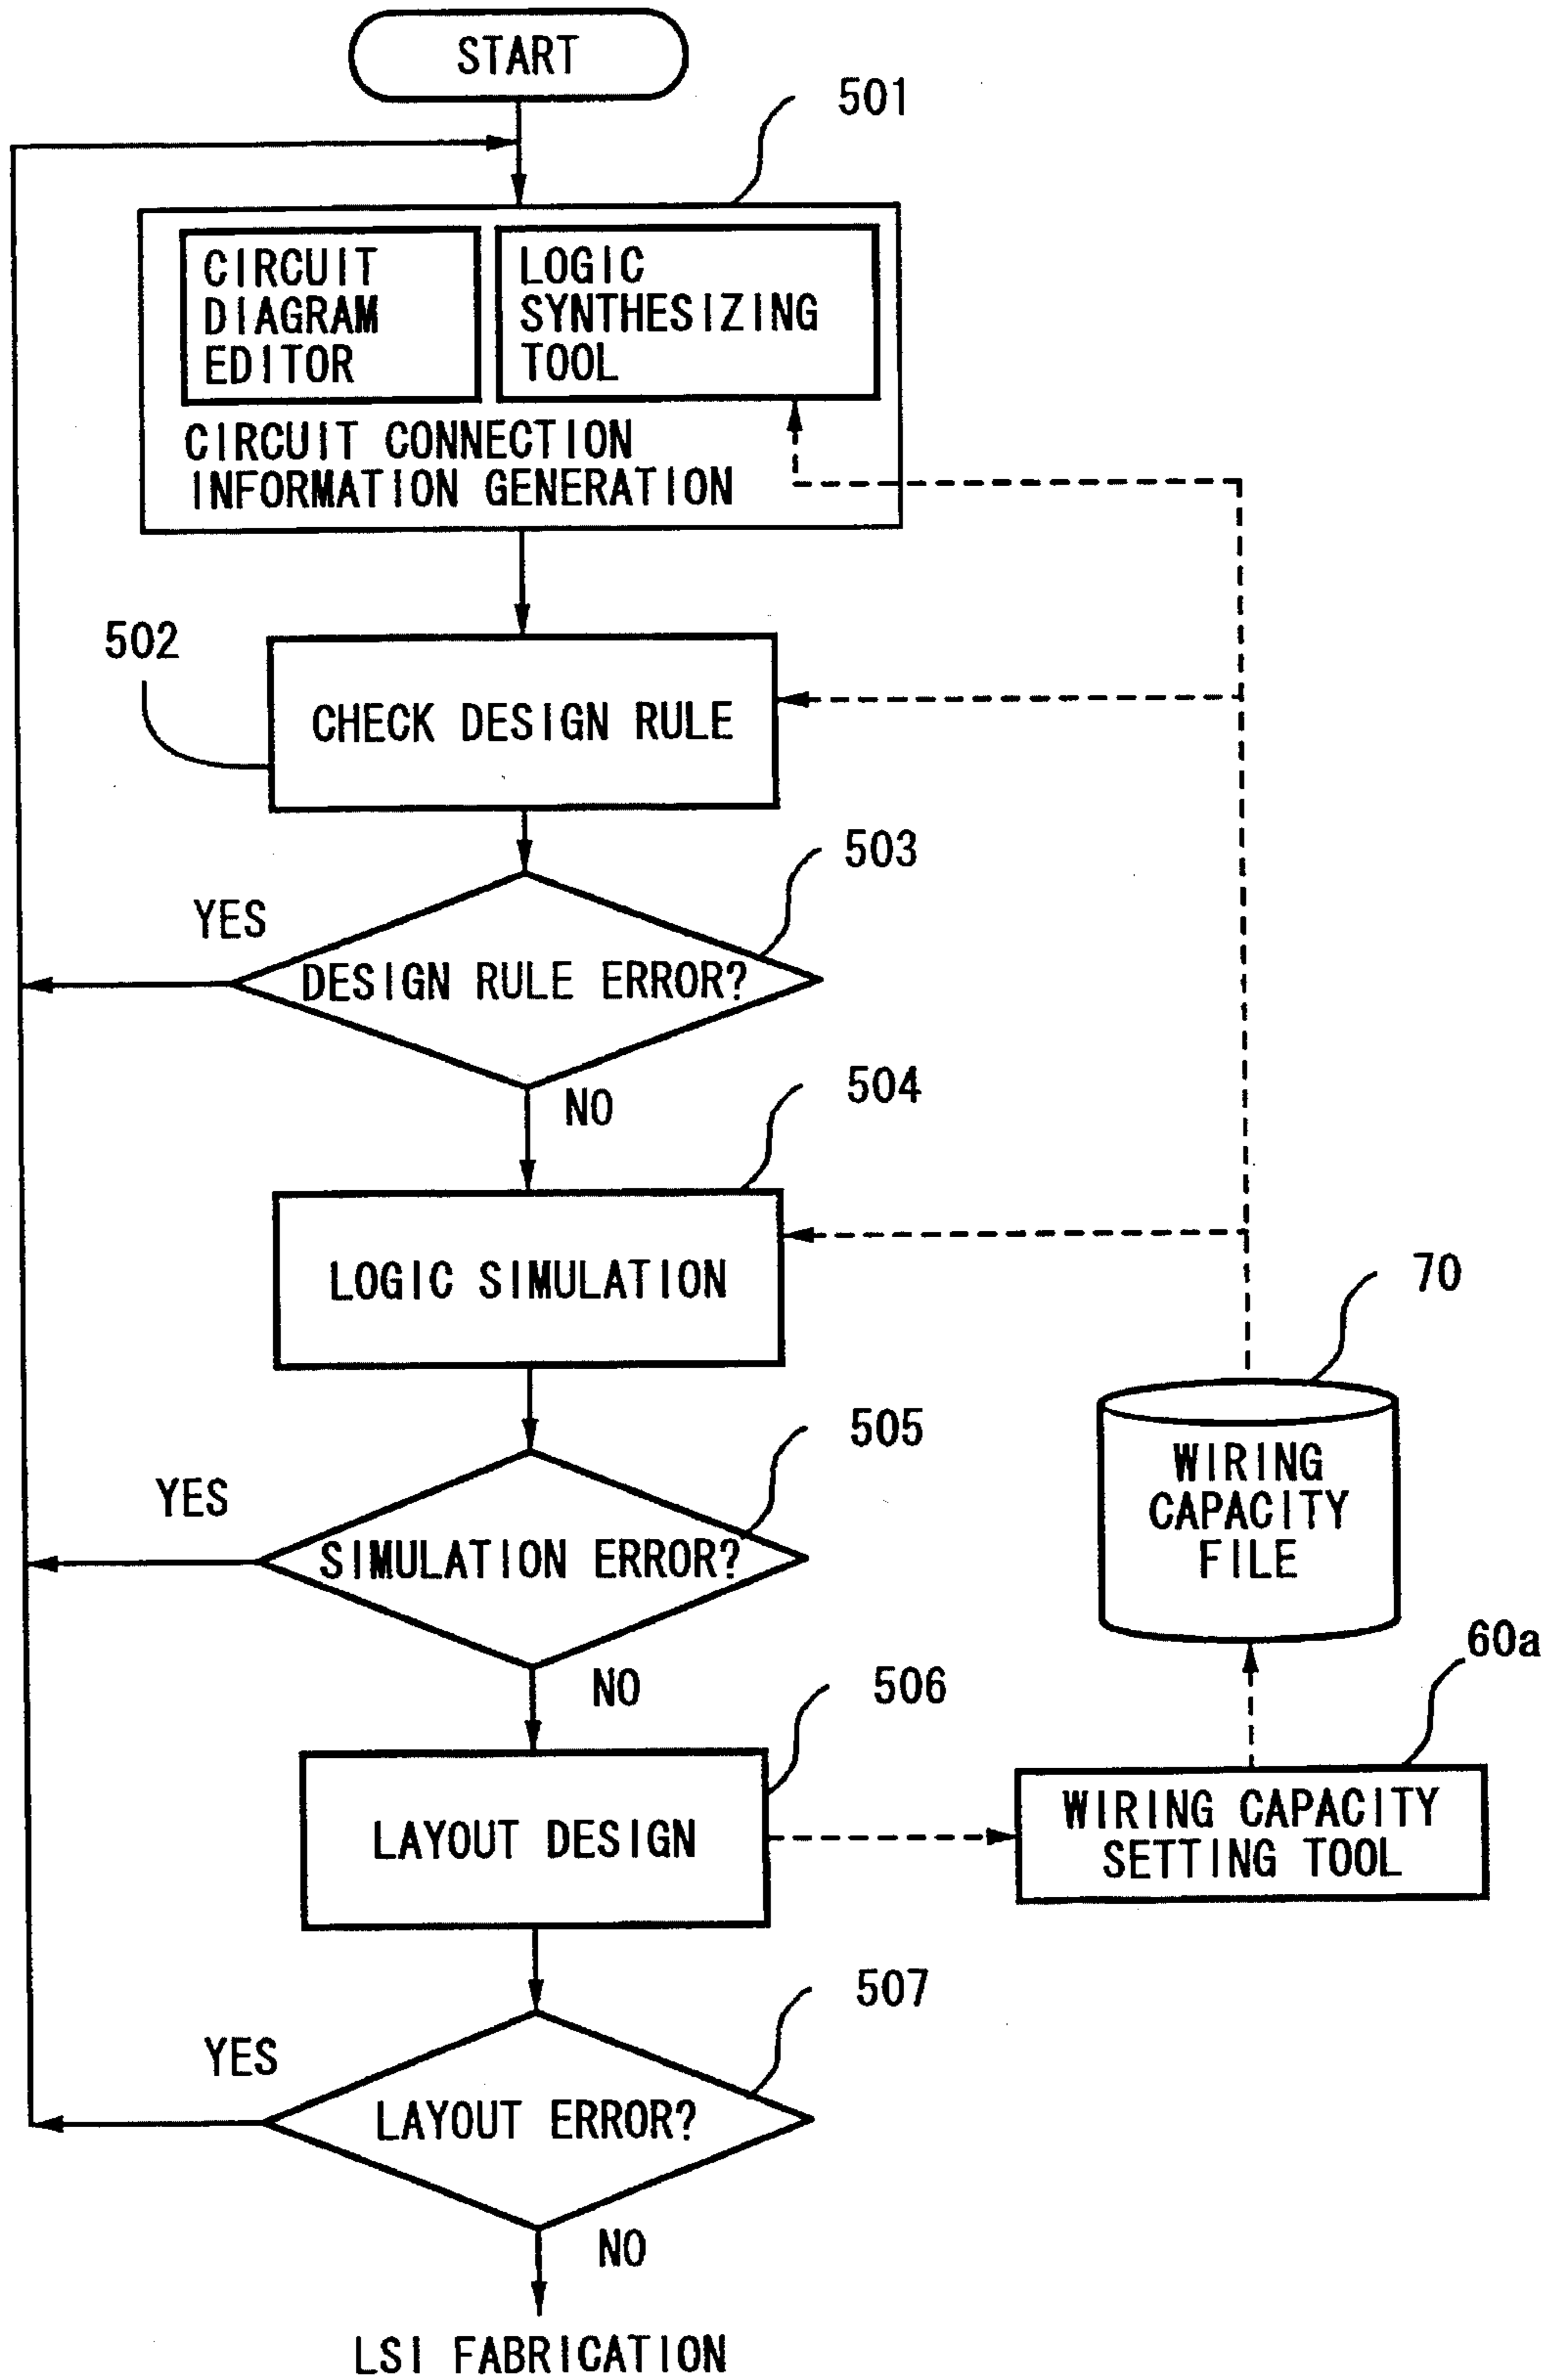 START
501
CIRCUIT
DIAGRAM
EDITOR
LOGIC
SYNTHESIZING
TOOL
CIRCUIT CONNECTION
INFORMATION GENERATION
502
CHECK DESIGN RULE
503
YES
DESIGN RULE ERROR?
NO
504
LOGIC SIMULATION
70
WIRING
CAPACITY
FILE
505
YES
SIMULATION ERROR?
NO
506
60a
LAYOUT DESIGN
WIRING CAPACITY
SETTING TOOL
507
YES
LAYOUT ERROR?
NO
LSI FABRICATION